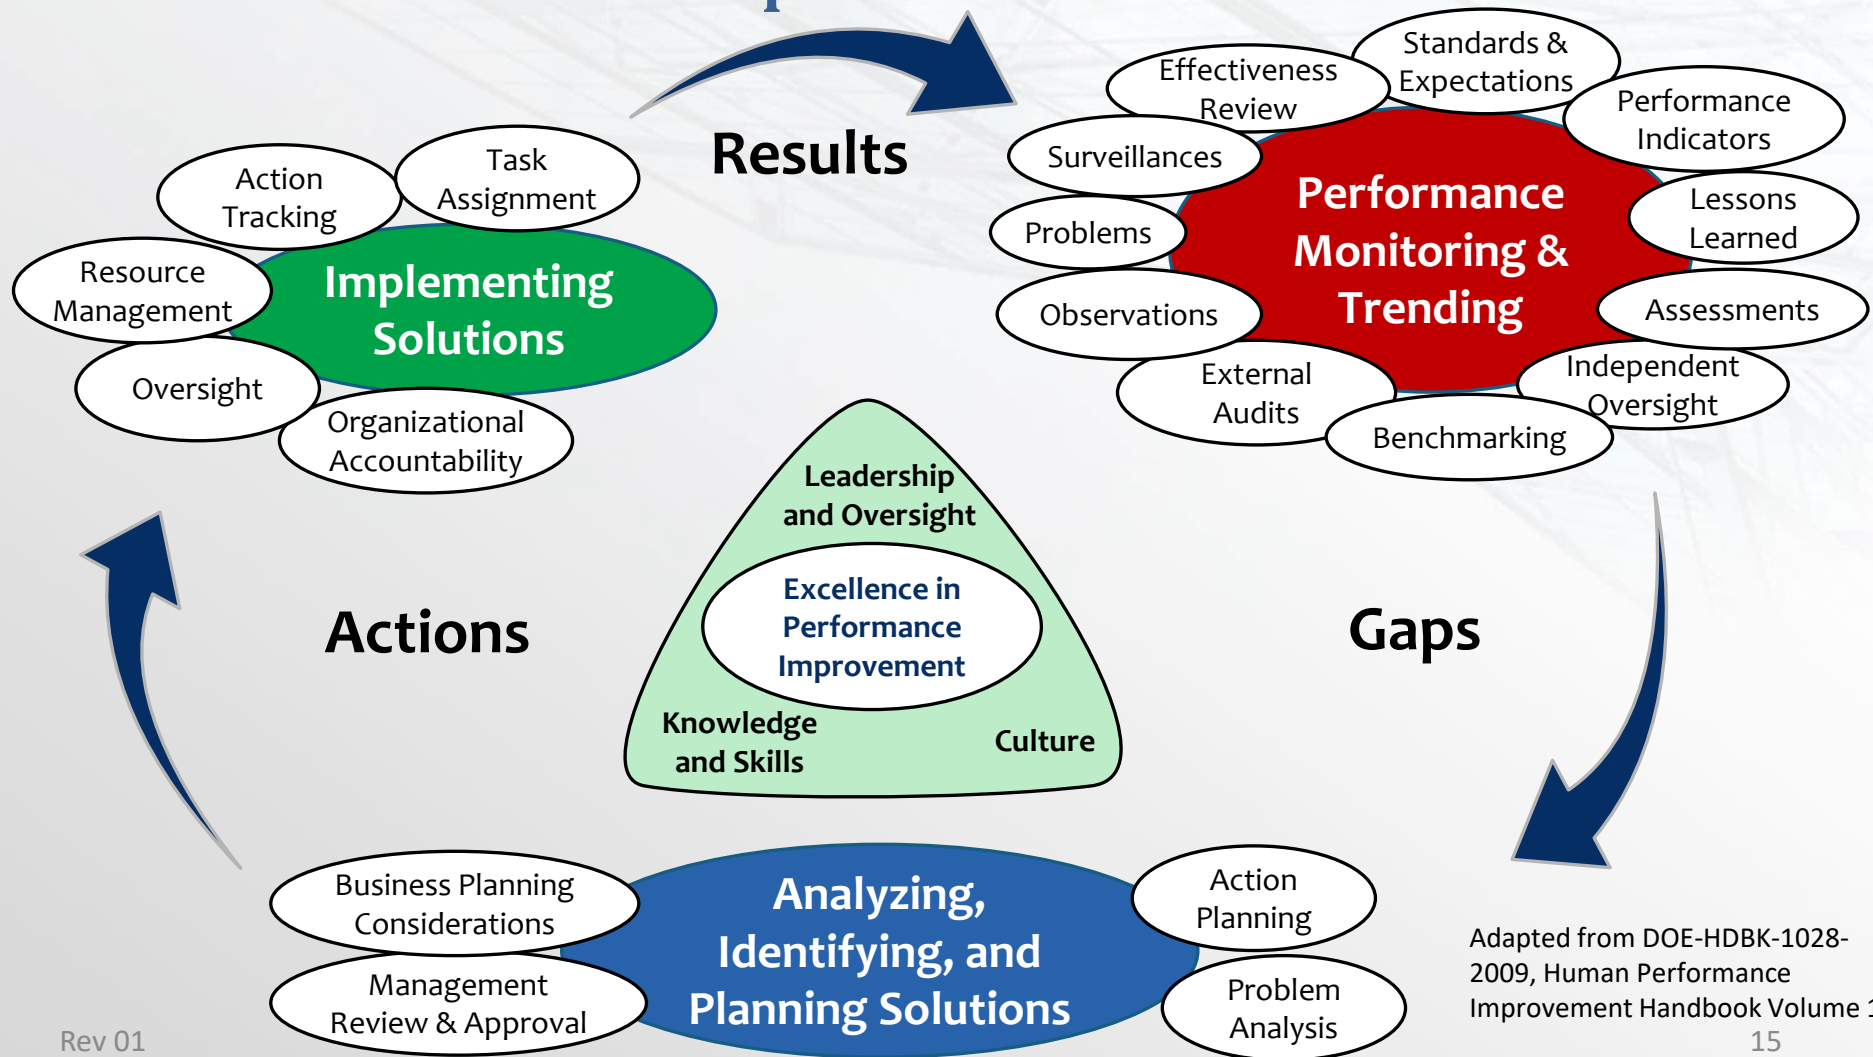 Results
Task
Assignment
Action
Tracking
Resource
Management
Oversight
Organizational
Accountability
Implementing
Solutions
Standards &
Expectations
Effectiveness
Review
Performance
Indicators
Surveillances
Lessons
Learned
Problems
Assessments
Observations
Independent
Oversight
External
Audits
Benchmarking
Performance
Monitoring &
Trending
Leadership
and Oversight
Excellence in
Performance
Improvement
Knowledge
and Skills
Culture
Actions
Gaps
Business Planning
Considerations
Management
Review & Approval
Analyzing,
Identifying, and
Planning Solutions
Action
Planning
Problem
Analysis
Adapted from DOE-HDBK-1028-
2009, Human Performance
Improvement Handbook Volume 1
Rev 01
15